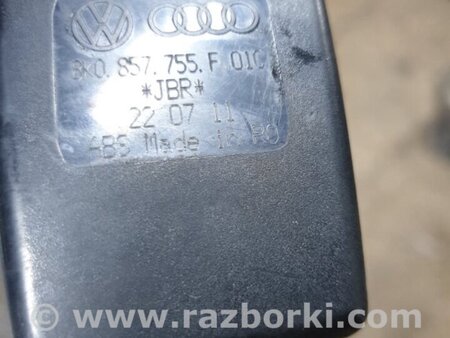 8K0.857.755.F 01C
*JBR*
22 07 11
ABS Made in RO
www.razborki.com